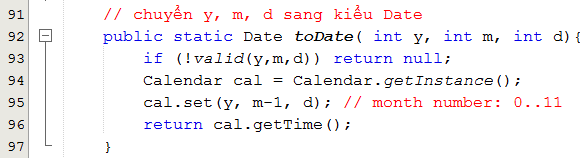 91 // chuyển y, m, d sang kiểu Date
92 public static Date toDate( int y, int m, int d){
93 if (!valid(y,m,d)) return null;
94 Calendar cal = Calendar.getInstance();
95 cal.set(y, m-1, d); // month number: 0..11
96 return cal.getTime();
97 }